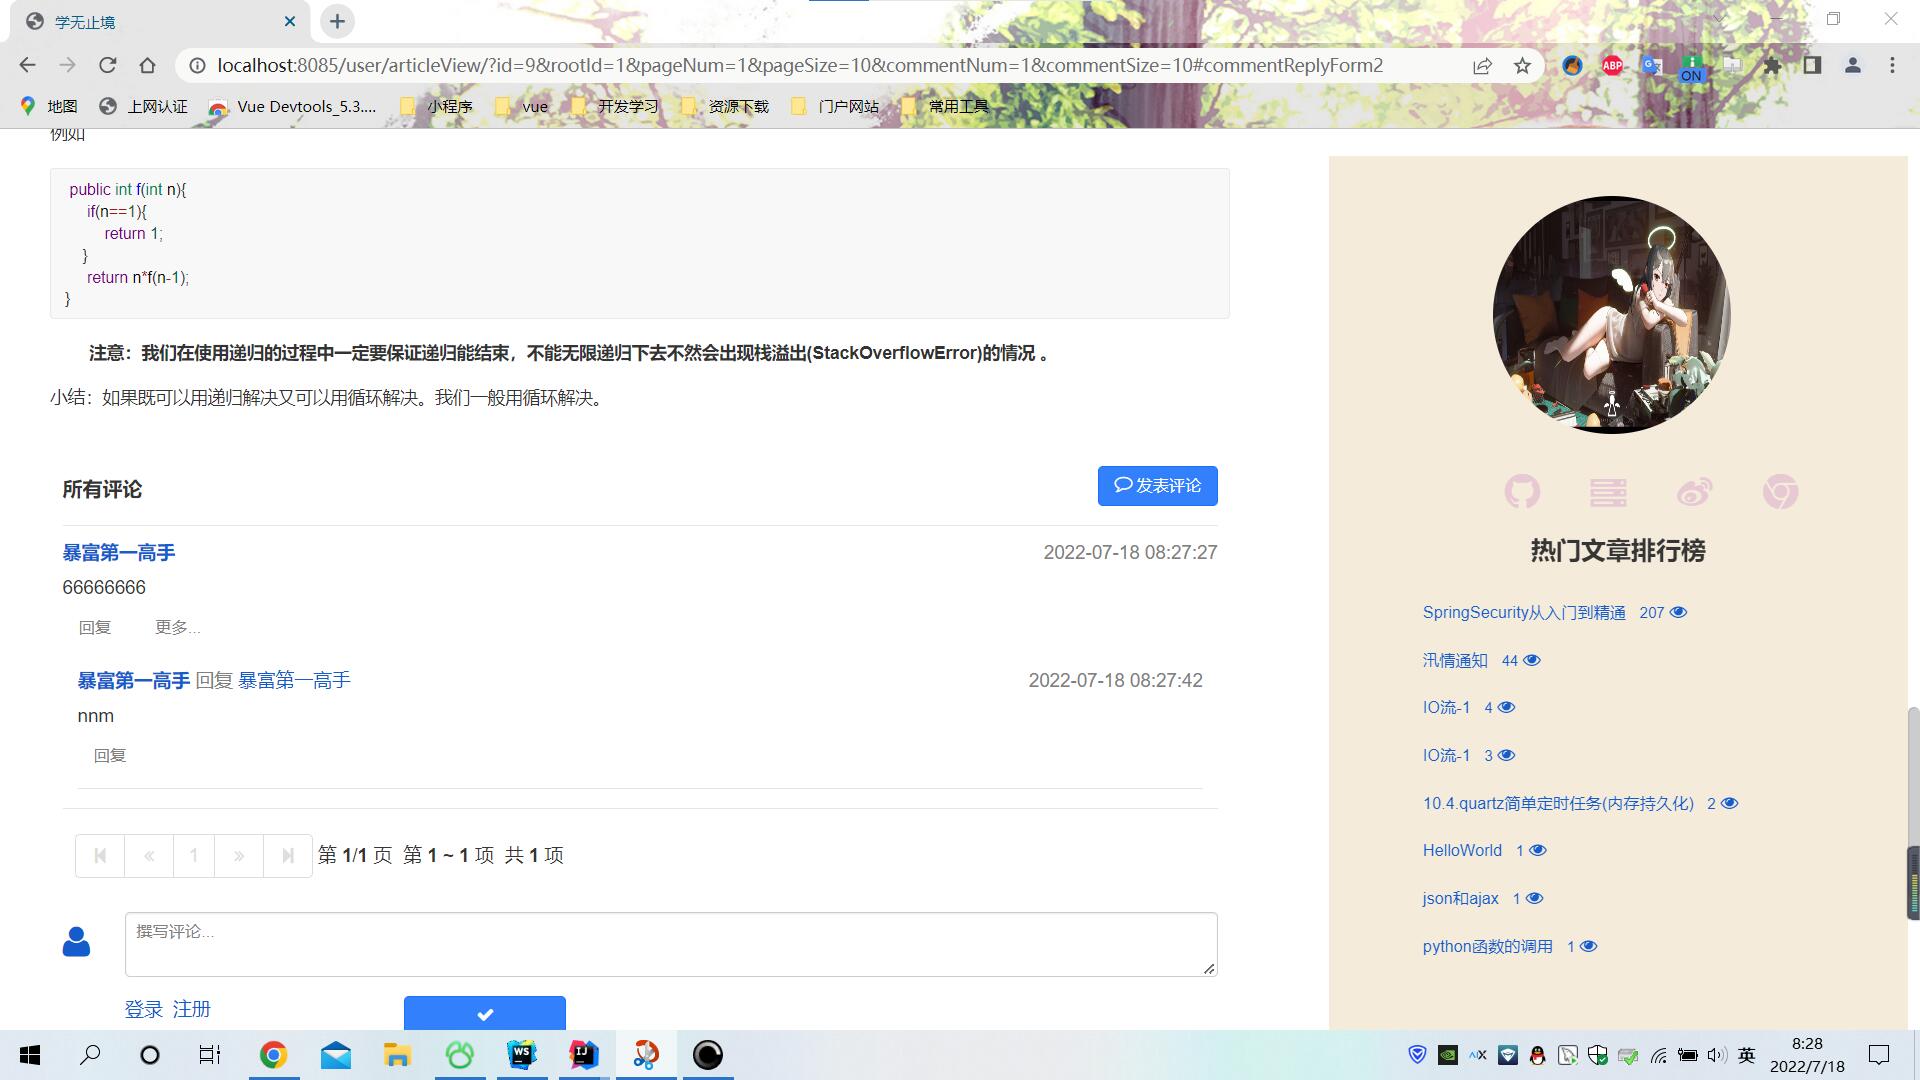 学无止境
localhost:8085/user/articleView/?id=9&rootId=1&pageNum=1&pageSize=10&commentNum=1&commentSize=10#commentReplyForm2
ABP
ON
地图 上网认证 Vue Devtools_5.3.... 小程序 vue 开发学习 资源下载 门户网站 常用工具
例如
public int f(int n){
if(n==1){
return 1;
}
return n*f(n-1);
}
注意：我们在使用递归的过程中一定要保证递归能结束，不能无限递归下去不然会出现栈溢出(StackOverflowError)的情况 。
小结：如果既可以用递归解决又可以用循环解决。我们一般用循环解决。
所有评论
发表评论
暴富第一高手 2022-07-18 08:27:27
66666666
回复 更多...
暴富第一高手 回复 暴富第一高手 2022-07-18 08:27:42
nnm
回复
« 1 » 第 1/1 页 第 1 ~ 1 项 共 1 项
撰写评论...
登录 注册
热门文章排行榜
SpringSecurity从入门到精通 207
汛情通知 44
IO流-1 4
IO流-1 3
10.4.quartz简单定时任务(内存持久化) 2
HelloWorld 1
json和ajax 1
python函数的调用 1
WS
IJ
英
8:28
2022/7/18